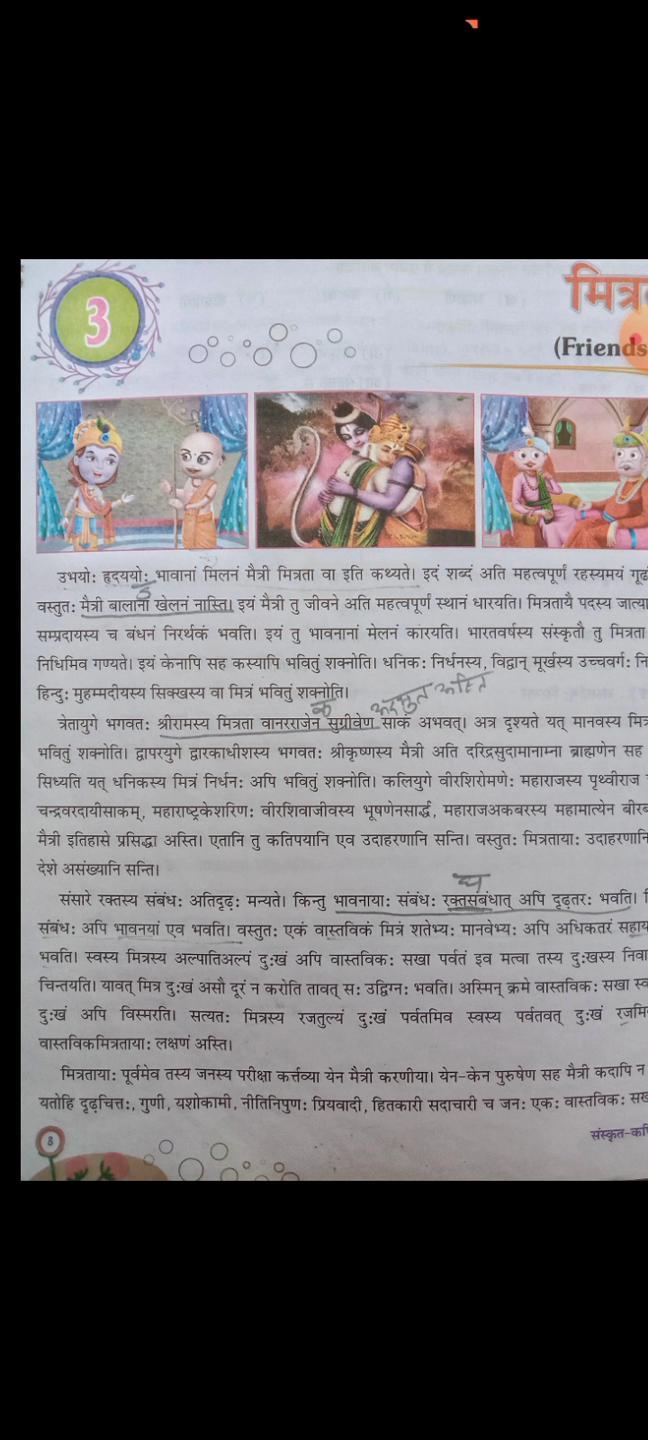 3
मित्र
(Friends
उभयोः हृदययोः भावानां मिलनं मैत्री मित्रता वा इति कथ्यते। इदं शब्दं अति महत्वपूर्ण रहस्यमयं
वस्तुतः मैत्री बालानां खेलनं नास्ति। इयं मैत्री तु जीवने अति महत्वपूर्णं स्थानं धारयति। मित्रतायै पदस्य
सम्प्रदायस्य च बंधनं निरर्थकं भवति। इयं तु भावनानां मेलनं कारयति। भारतवर्षस्य संस्कृतौ तु मित्रता
निधिमिव गण्यते। इयं केनापि सह कस्यापि भवितुं शक्नोति। धनिकः निर्धनस्य, विद्वान् मूर्खस्य उच्चवर्गः नि
हिन्दुः मुहम्मदीयस्य सिक्खस्य वा मित्रं भवितुं शक्नोति।
क
त्रेतायुगे भगवतः श्रीरामस्य मित्रता वानरराजेन सुग्रीवेण साकं अभवत्। अत्र दृश्यते यत् मानवस्य मित्र
भवितुं शक्नोति। द्वापरयुगे द्वारकाधीशस्य भगवतः श्रीकृष्णस्य मैत्री अति दरिद्रसुदामानाम्ना ब्राह्मणेन सह
सिध्यति यत् धनिकस्य मित्रं निर्धनः अपि भवितुं शक्नोति। कलियुगे वीरशिरोमणेः महाराजस्य पृथ्वीराज
चन्द्रवरदायीसाकम्, महाराष्ट्रकेशरिणः वीरशिवाजीवस्य भूषणेनसार्द्धं, महाराजअकबरस्य महामात्येन बीरब
मैत्री इतिहासे प्रसिद्धा अस्ति। एतानि तु कतिपयानि एव उदाहरणानि सन्ति। वस्तुतः मित्रतायाः उदाहरणानि
देशे असंख्यानि सन्ति।
संसारे रक्तस्य संबंधः अतिदृढ़ः मन्यते। किन्तु भावनायाः संबंधः रक्तसंबंधात् अपि दृढ़तरः भवति।
संबंधः अपि भावनयां एव भवति। वस्तुतः एकं वास्तविकं मित्रं शतेभ्यः मानवेभ्यः अपि अधिकतरं सहाय
भवति। स्वस्य मित्रस्य अल्पातिअल्पं दुःखं अपि वास्तविकः सखा पर्वतं इव मत्वा तस्य दुःखस्य निवा
चिन्तयति। यावत् मित्र दुःखं असौ दूरं न करोति तावत् सः उद्विग्नः भवति। अस्मिन् क्रमे वास्तविकः सखा स्व
दुःखं अपि विस्मरति। सत्यतः मित्रस्य रजतुल्यं दुःखं पर्वतमिव स्वस्य पर्वतवत् दुःखं रजमि
वास्तविकमित्रतायाः लक्षणं अस्ति।
मित्रतायाः पूर्वमेव तस्य जनस्य परीक्षा कर्त्तव्या येन मैत्री करणीया। येन-केन पुरुषेण सह मैत्री कदापि न
यतोहि दृढ़चित्तः, गुणी, यशोकामी, नीतिनिपुणः प्रियवादी, हितकारी सदाचारी च जनः एकः वास्तविकः सख
8
संस्कृत-कि